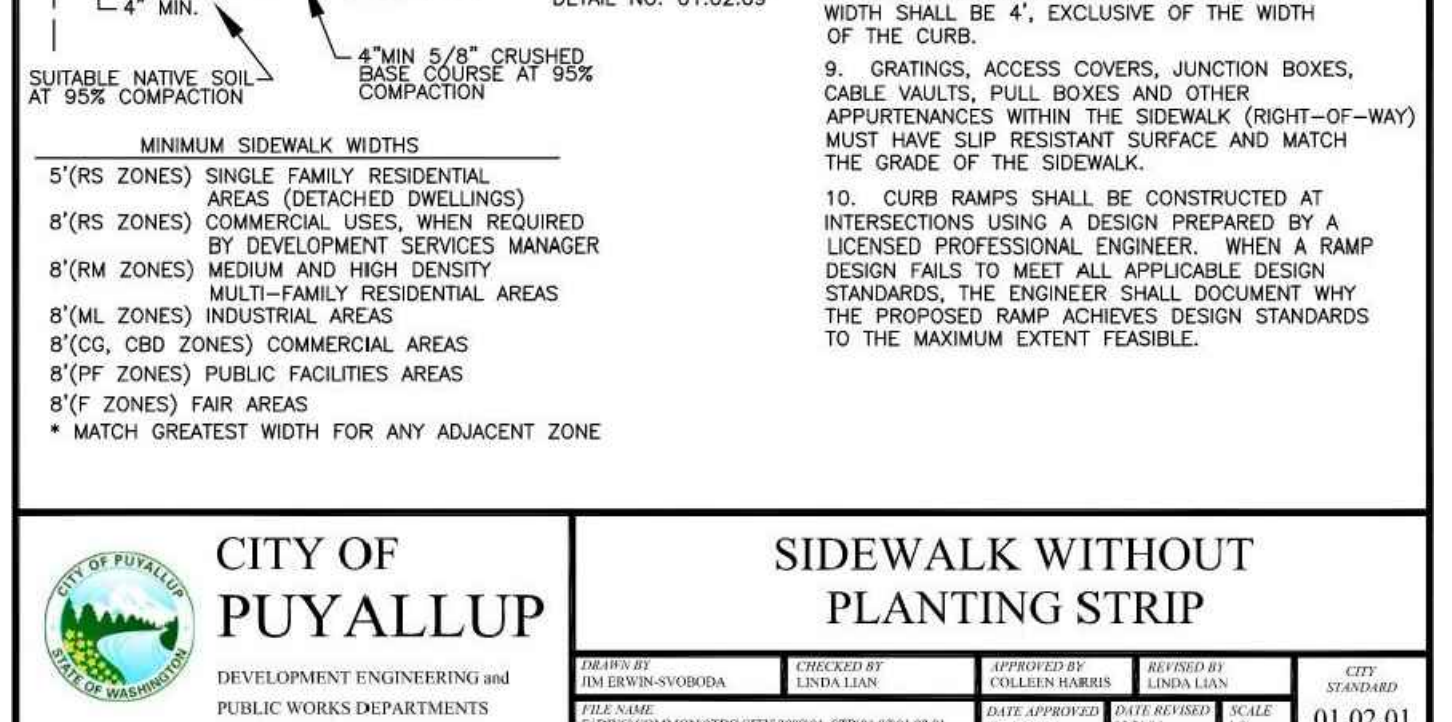 4" MIN.
SUITABLE NATIVE SOIL
AT 95% COMPACTION
4"MIN 5/8" CRUSHED
BASE COURSE AT 95%
COMPACTION
DETAIL NO. 01.02.09
MINIMUM SIDEWALK WIDTHS
5'(RS ZONES) SINGLE FAMILY RESIDENTIAL
AREAS (DETACHED DWELLINGS)
8'(RS ZONES) COMMERCIAL USES, WHEN REQUIRED
BY DEVELOPMENT SERVICES MANAGER
8'(RM ZONES) MEDIUM AND HIGH DENSITY
MULTI-FAMILY RESIDENTIAL AREAS
8'(ML ZONES) INDUSTRIAL AREAS
8'(CG, CBD ZONES) COMMERCIAL AREAS
8'(PF ZONES) PUBLIC FACILITIES AREAS
8'(F ZONES) FAIR AREAS
* MATCH GREATEST WIDTH FOR ANY ADJACENT ZONE
WIDTH SHALL BE 4', EXCLUSIVE OF THE WIDTH
OF THE CURB.
9. GRATINGS, ACCESS COVERS, JUNCTION BOXES,
CABLE VAULTS, PULL BOXES AND OTHER
APPURTENANCES WITHIN THE SIDEWALK (RIGHT-OF-WAY)
MUST HAVE SLIP RESISTANT SURFACE AND MATCH
THE GRADE OF THE SIDEWALK.
10. CURB RAMPS SHALL BE CONSTRUCTED AT
INTERSECTIONS USING A DESIGN PREPARED BY A
LICENSED PROFESSIONAL ENGINEER. WHEN A RAMP
DESIGN FAILS TO MEET ALL APPLICABLE DESIGN
STANDARDS, THE ENGINEER SHALL DOCUMENT WHY
THE PROPOSED RAMP ACHIEVES DESIGN STANDARDS
TO THE MAXIMUM EXTENT FEASIBLE.
CITY OF PUYALLUP
STATE OF WASHINGTON
CITY OF
PUYALLUP
DEVELOPMENT ENGINEERING and
PUBLIC WORKS DEPARTMENTS
SIDEWALK WITHOUT
PLANTING STRIP
DRAWN BY
JIM ERWIN-SVOBODA
CHECKED BY
LINDA LIAN
APPROVED BY
COLLEEN HARRIS
REVISED BY
LINDA LIAN
CITY
STANDARD
FILE NAME
DATE APPROVED
DATE REVISED
SCALE
01.02.01